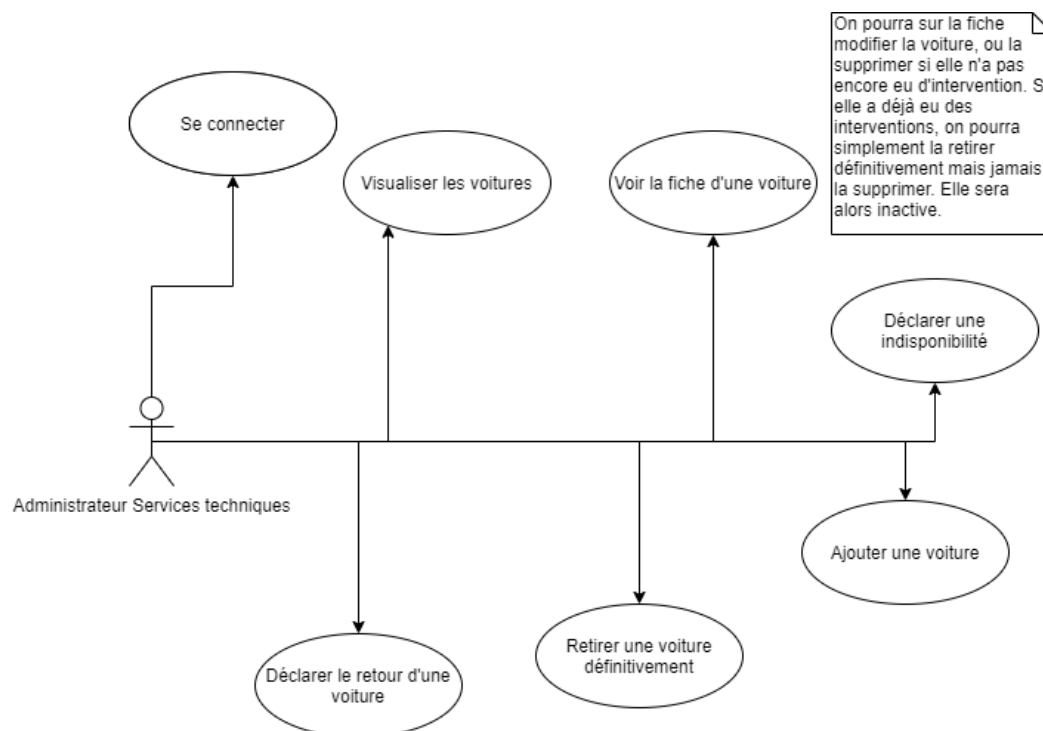 On pourra sur la fiche
modifier la voiture, ou la
supprimer si elle n'a pas
encore eu d'intervention. S
elle a déjà eu des
interventions, on pourra
simplement la retirer
définitivement mais jamais
la supprimer. Elle sera
alors inactive.
Se connecter
Visualiser les voitures
Voir la fiche d'une voiture
Déclarer une
indisponibilité
Administrateur Services techniques
Ajouter une voiture
Retirer une voiture
définitivement
Déclarer le retour d'une
voiture